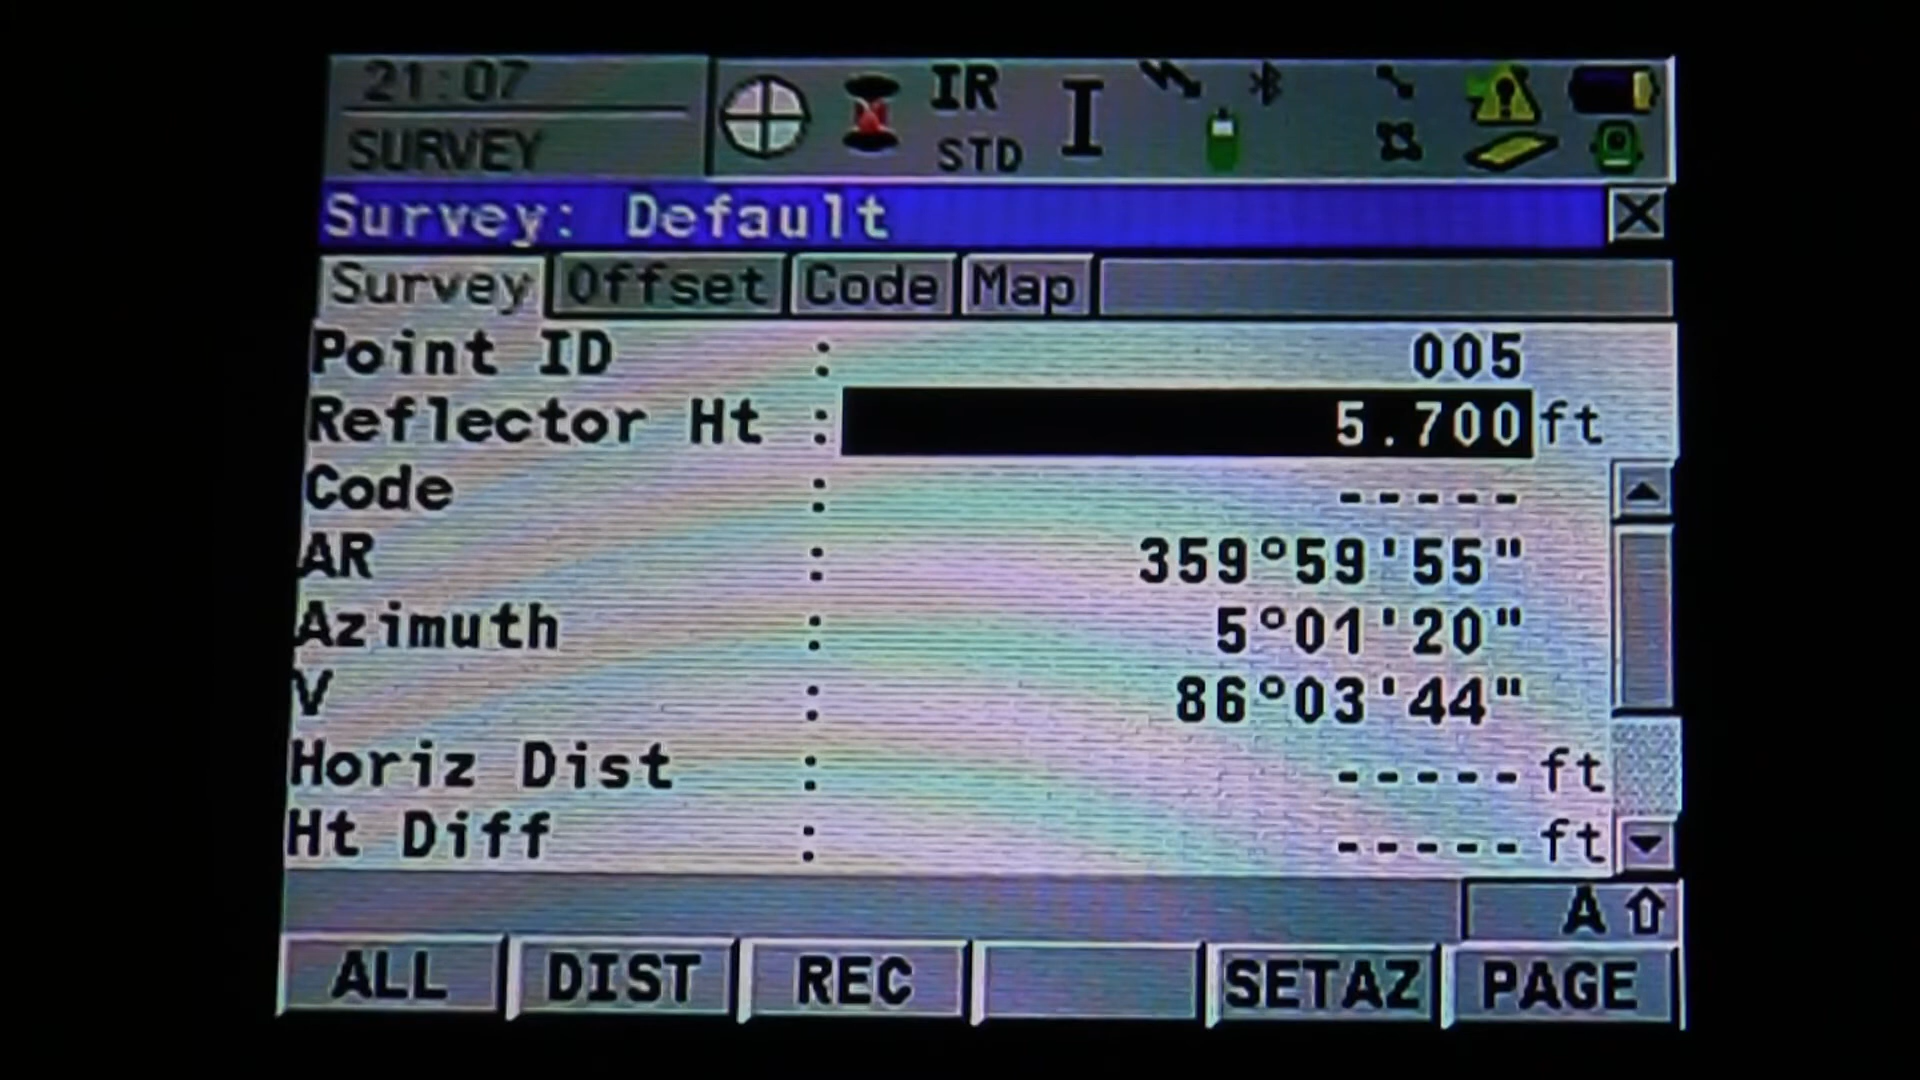 21:07
SURVEY
IR
STD
I
Survey: Default
Survey Offset Code Map
Point ID : 005
Reflector Ht : 5.700 ft
Code : -----
AR : 359°59'55"
Azimuth : 5°01'20"
V : 86°03'44"
Horiz Dist : ----- ft
Ht Diff : ----- ft
A
ALL DIST REC SETAZ PAGE